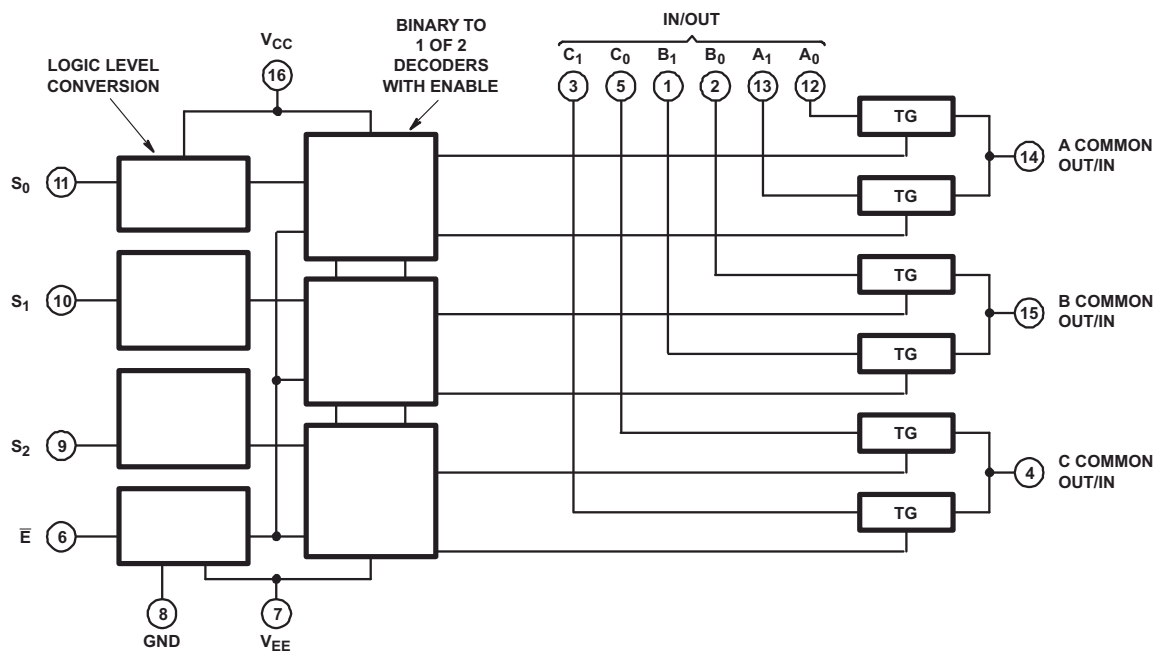 IN/OUT
BINARY TO
1 OF 2
DECODERS
WITH ENABLE
LOGIC LEVEL
CONVERSION
VCC
16
C1 C0 B1 B0 A1 A0
3 5 1 2 13 12
TG
A COMMON
OUT/IN
14
TG
S0 11
TG
B COMMON
OUT/IN
15
TG
S1 10
TG
C COMMON
OUT/IN
4
TG
S2 9
E̅ 6
8
GND
7
VEE